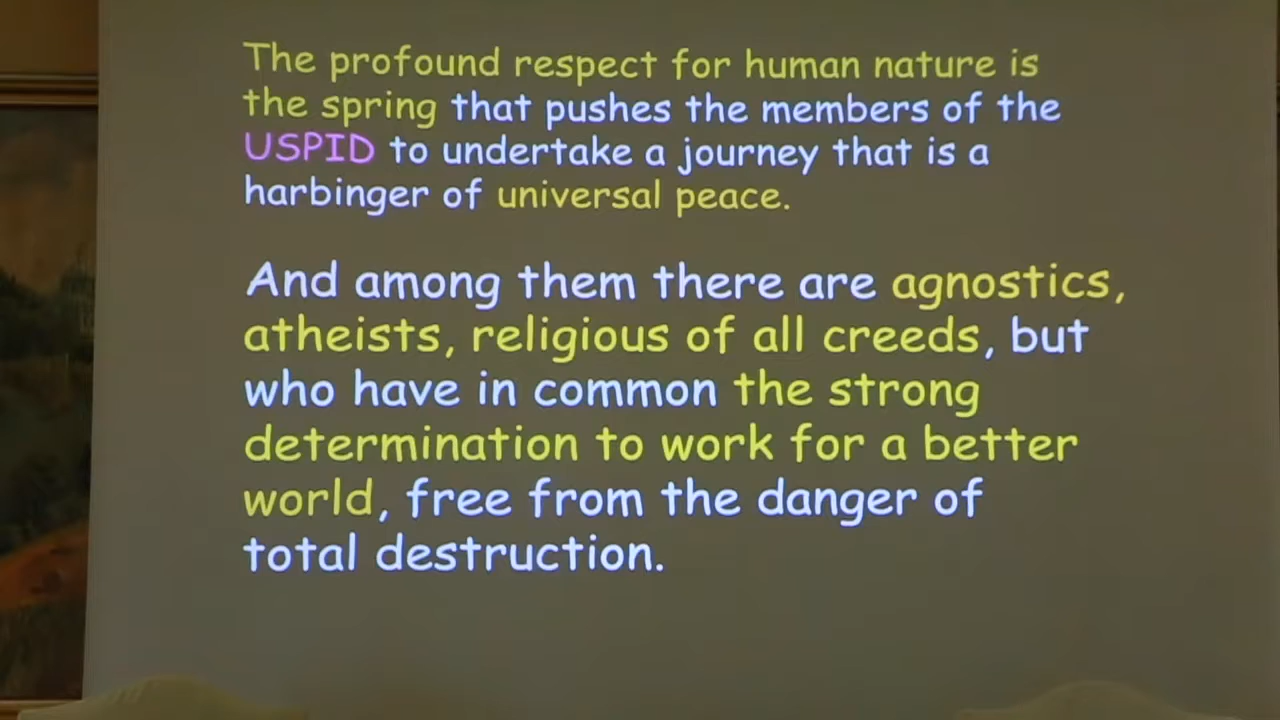 The profound respect for human nature is
the spring that pushes the members of the
USPID to undertake a journey that is a
harbinger of universal peace.
And among them there are agnostics,
atheists, religious of all creeds, but
who have in common the strong
determination to work for a better
world, free from the danger of
total destruction.